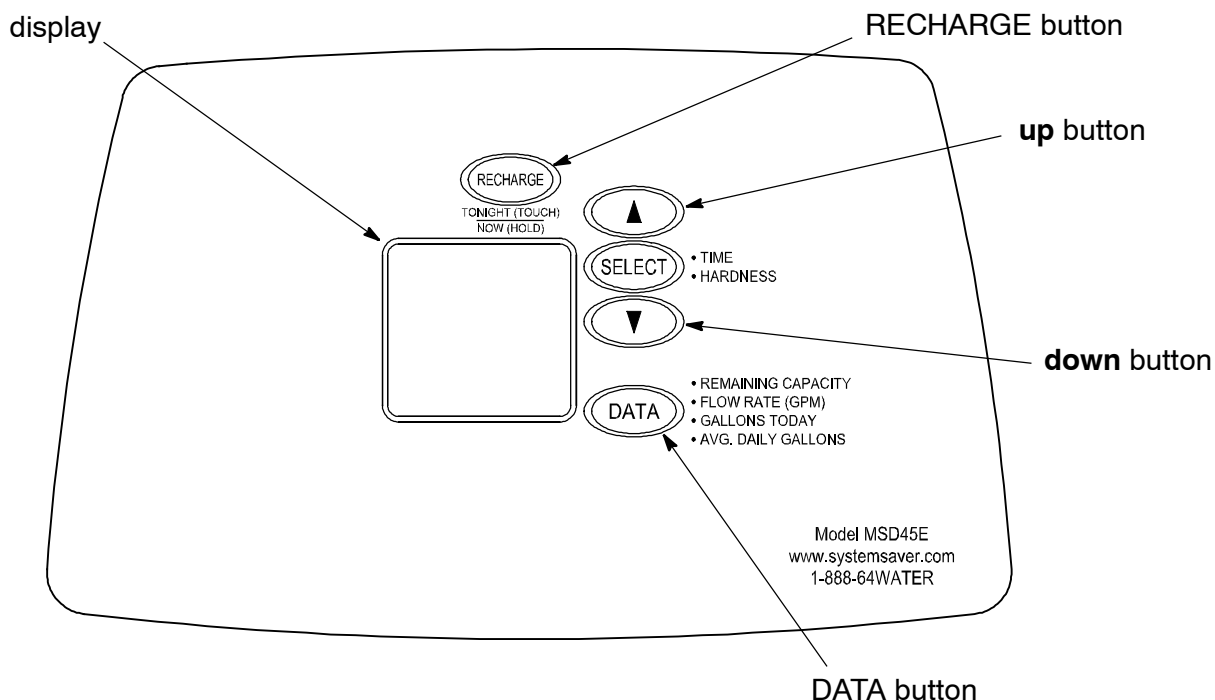 display
RECHARGE button
up button
RECHARGE
TONIGHT (TOUCH)
NOW (HOLD)
▲
SELECT
• TIME
• HARDNESS
▼
down button
DATA
• REMAINING CAPACITY
• FLOW RATE (GPM)
• GALLONS TODAY
• AVG. DAILY GALLONS
Model MSD45E
www.systemsaver.com
1-888-64WATER
DATA button